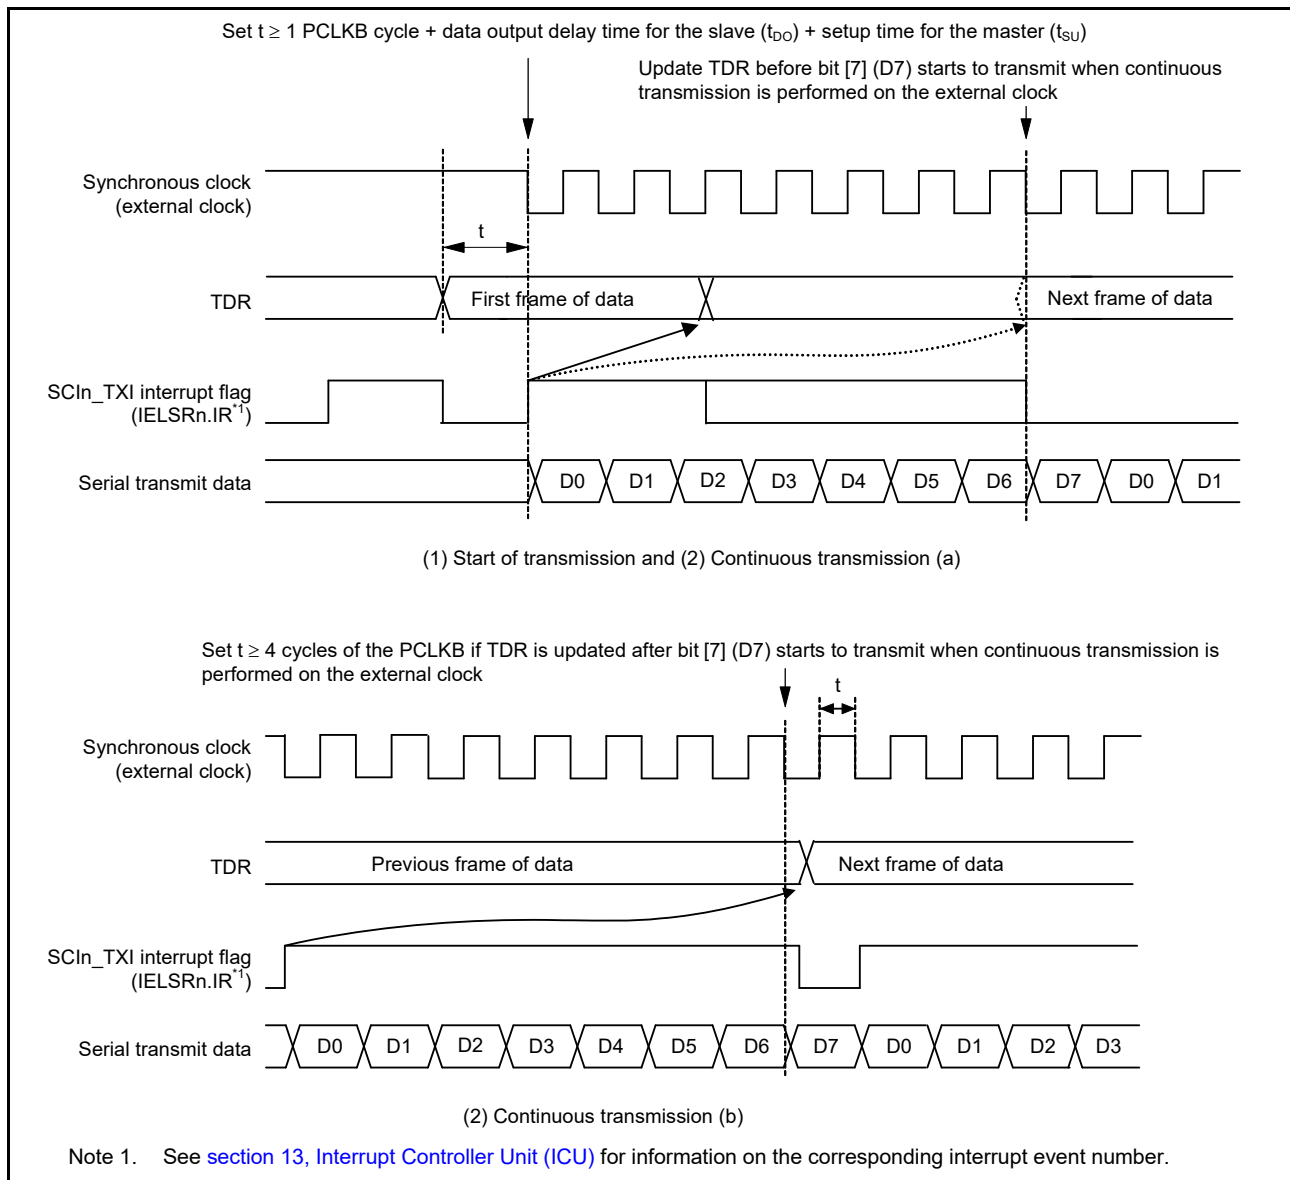 Set t ≥ 1 PCLKB cycle + data output delay time for the slave (tDO) + setup time for the master (tSU)
Update TDR before bit [7] (D7) starts to transmit when continuous
transmission is performed on the external clock
Synchronous clock
(external clock)
t
TDR
First frame of data
Next frame of data
SCIn_TXI interrupt flag
(IELSRn.IR*1)
Serial transmit data
D0 D1 D2 D3 D4 D5 D6 D7 D0 D1
(1) Start of transmission and (2) Continuous transmission (a)
Set t ≥ 4 cycles of the PCLKB if TDR is updated after bit [7] (D7) starts to transmit when continuous transmission is
performed on the external clock
t
Synchronous clock
(external clock)
TDR
Previous frame of data
Next frame of data
SCIn_TXI interrupt flag
(IELSRn.IR*1)
Serial transmit data
D0 D1 D2 D3 D4 D5 D6 D7 D0 D1 D2 D3
(2) Continuous transmission (b)
Note 1. See section 13, Interrupt Controller Unit (ICU) for information on the corresponding interrupt event number.